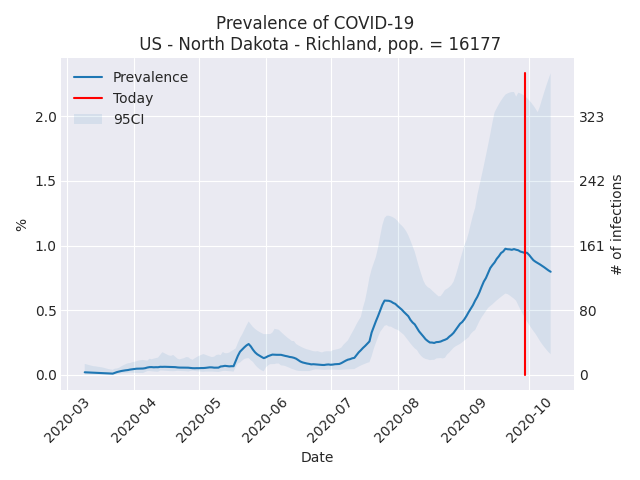 Prevalence of COVID-19
US - North Dakota - Richland, pop. = 16177
Prevalence
Today
95CI
2.0
1.5
1.0
0.5
0.0
%
323
242
161
80
0
# of infections
2020-03
2020-04
2020-05
2020-06
2020-07
2020-08
2020-09
2020-10
Date